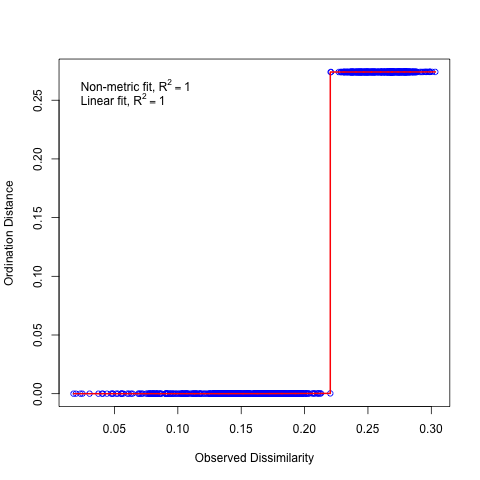 Non-metric fit, R² = 1
Linear fit, R² = 1
Ordination Distance
0.25
0.20
0.15
0.10
0.05
0.00
0.05 0.10 0.15 0.20 0.25 0.30
Observed Dissimilarity